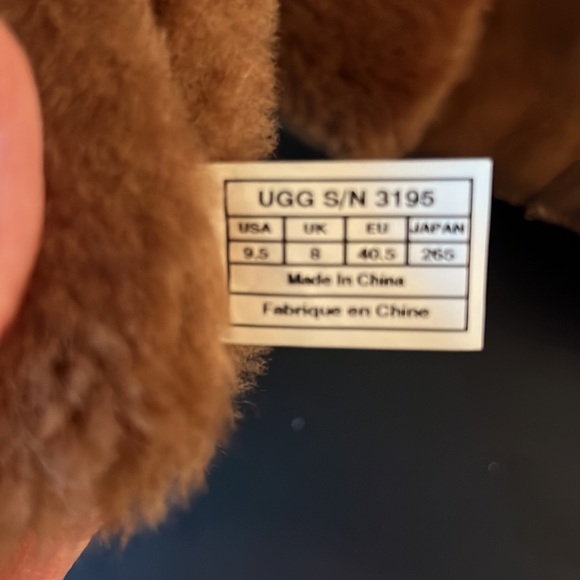 UGG S/N 3195
USA UK EU JAPAN
9.5 8 40.5 265
Made In China
Fabrique en Chine